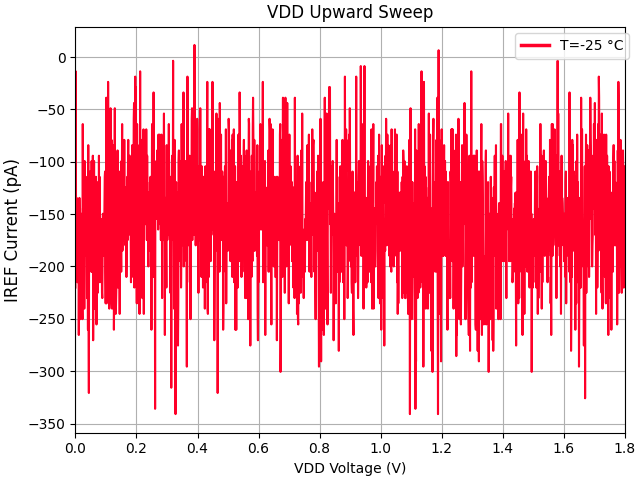 VDD Upward Sweep
T=-25 °C
IREF Current (pA)
0
−50
−100
−150
−200
−250
−300
−350
0.0 0.2 0.4 0.6 0.8 1.0 1.2 1.4 1.6 1.8
VDD Voltage (V)